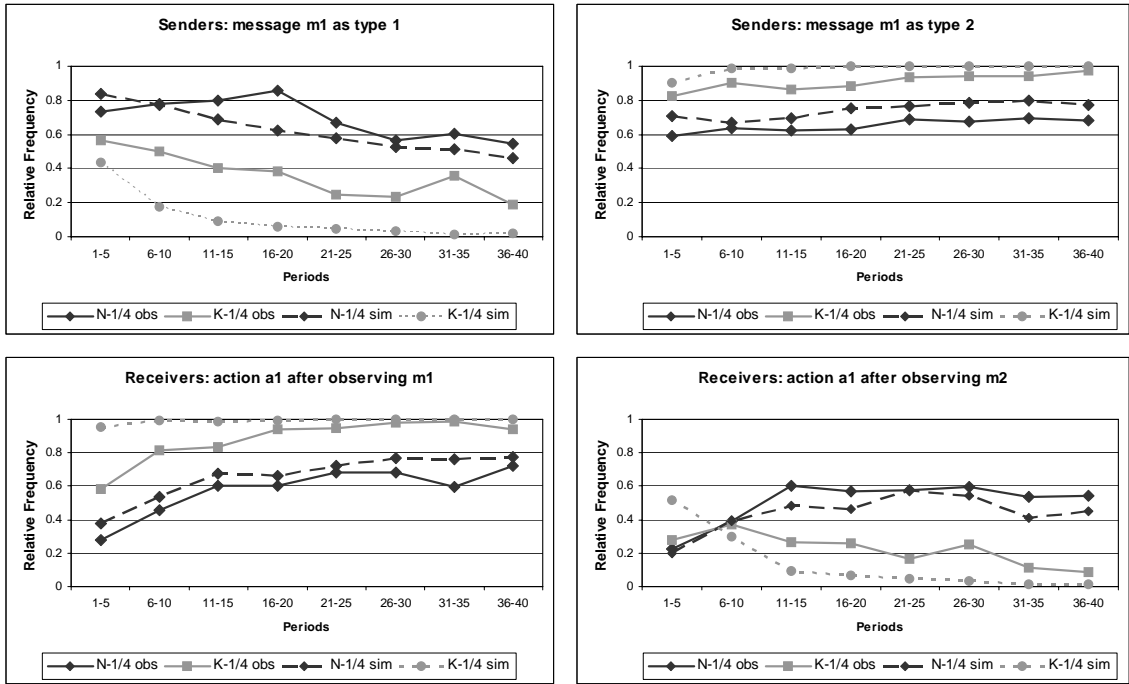 Senders: message m1 as type 1
Relative Frequency
1
0.8
0.6
0.4
0.2
0
1-5 6-10 11-15 16-20 21-25 26-30 31-35 36-40
Periods
N-1/4 obs K-1/4 obs N-1/4 sim K-1/4 sim
Senders: message m1 as type 2
Relative Frequency
1
0.8
0.6
0.4
0.2
0
1-5 6-10 11-15 16-20 21-25 26-30 31-35 36-40
Periods
N-1/4 obs K-1/4 obs N-1/4 sim K-1/4 sim
Receivers: action a1 after observing m1
Relative Frequency
1
0.8
0.6
0.4
0.2
0
1-5 6-10 11-15 16-20 21-25 26-30 31-35 36-40
Periods
N-1/4 obs K-1/4 obs N-1/4 sim K-1/4 sim
Receivers: action a1 after observing m2
Relative Frequency
1
0.8
0.6
0.4
0.2
0
1-5 6-10 11-15 16-20 21-25 26-30 31-35 36-40
Periods
N-1/4 obs K-1/4 obs N-1/4 sim K-1/4 sim